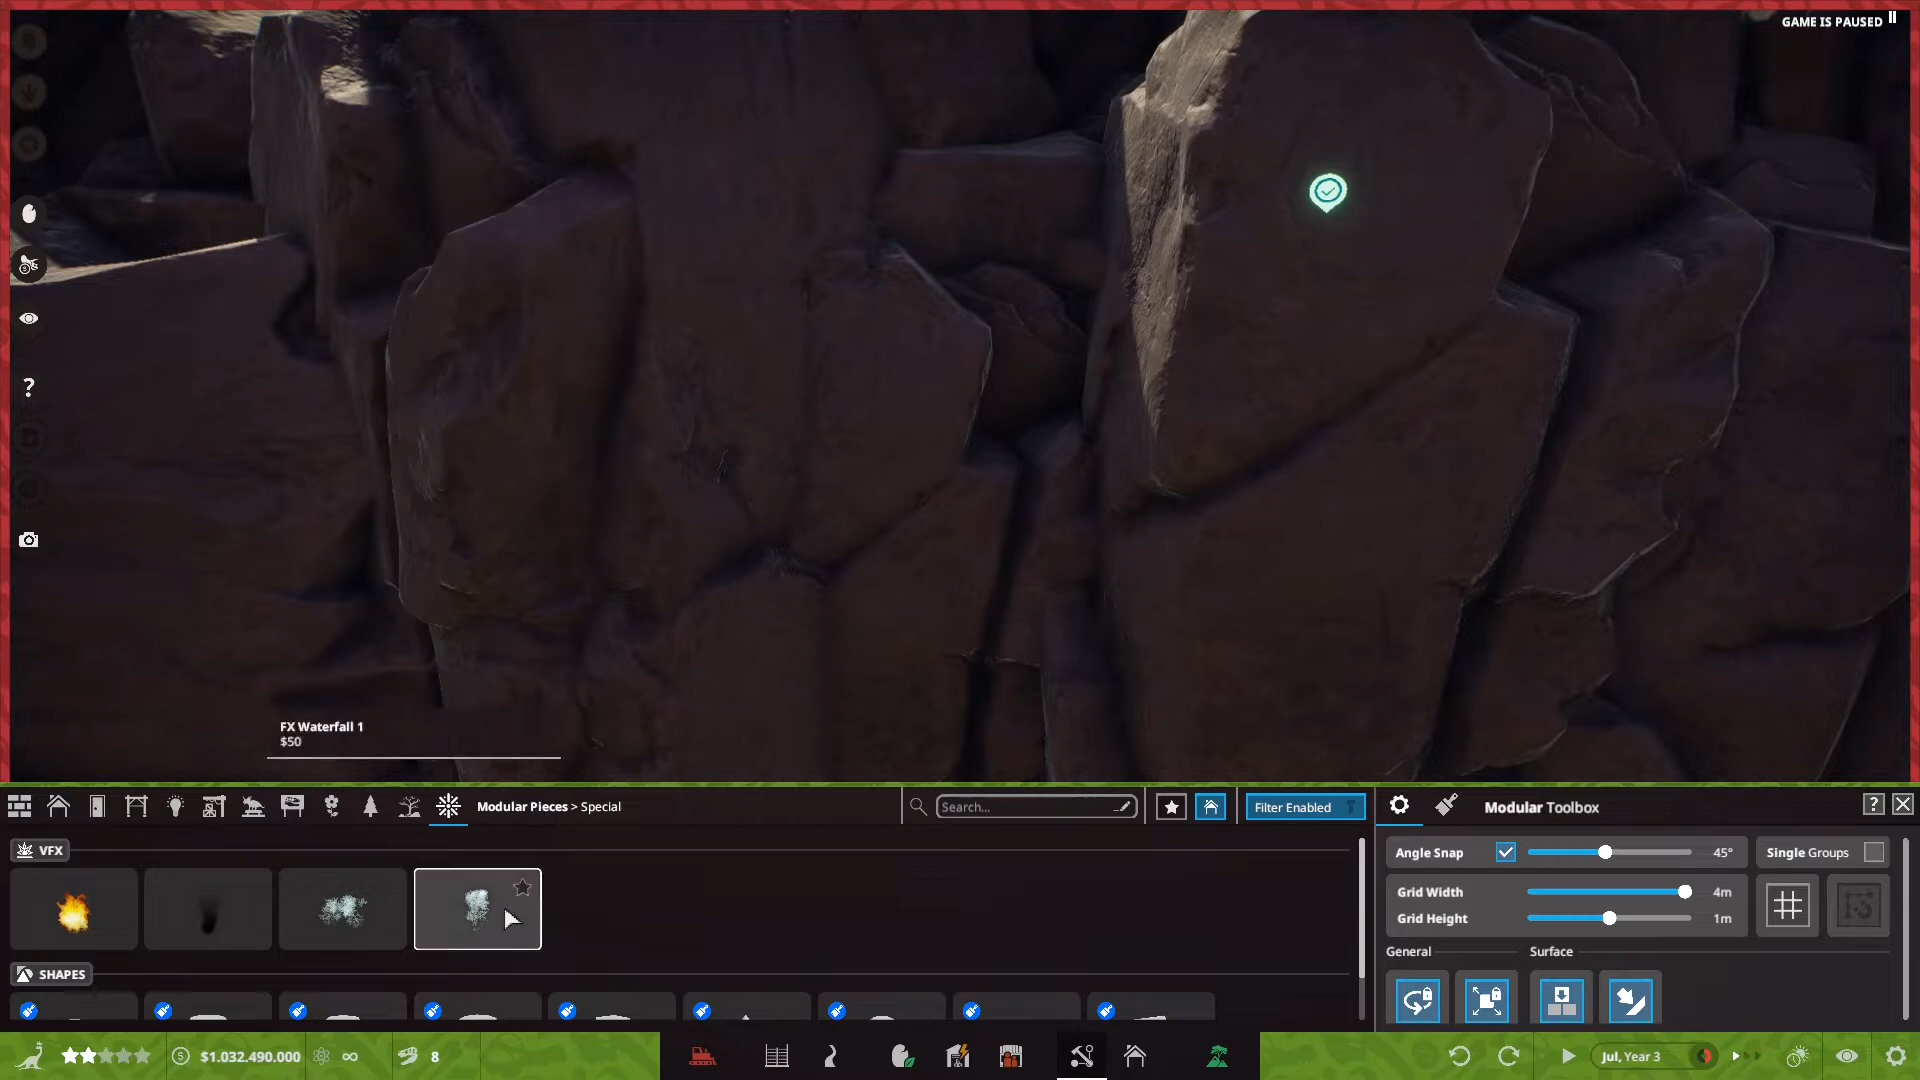 GAME IS PAUSED
?
FX Waterfall 1
$50
Modular Pieces > Special
Search...
Filter Enabled
Modular Toolbox
?
VFX
Angle Snap
45°
Single Groups
Grid Width
4m
Grid Height
1m
General
Surface
SHAPES
$1.032.490.000
∞
8
Jul, Year 3